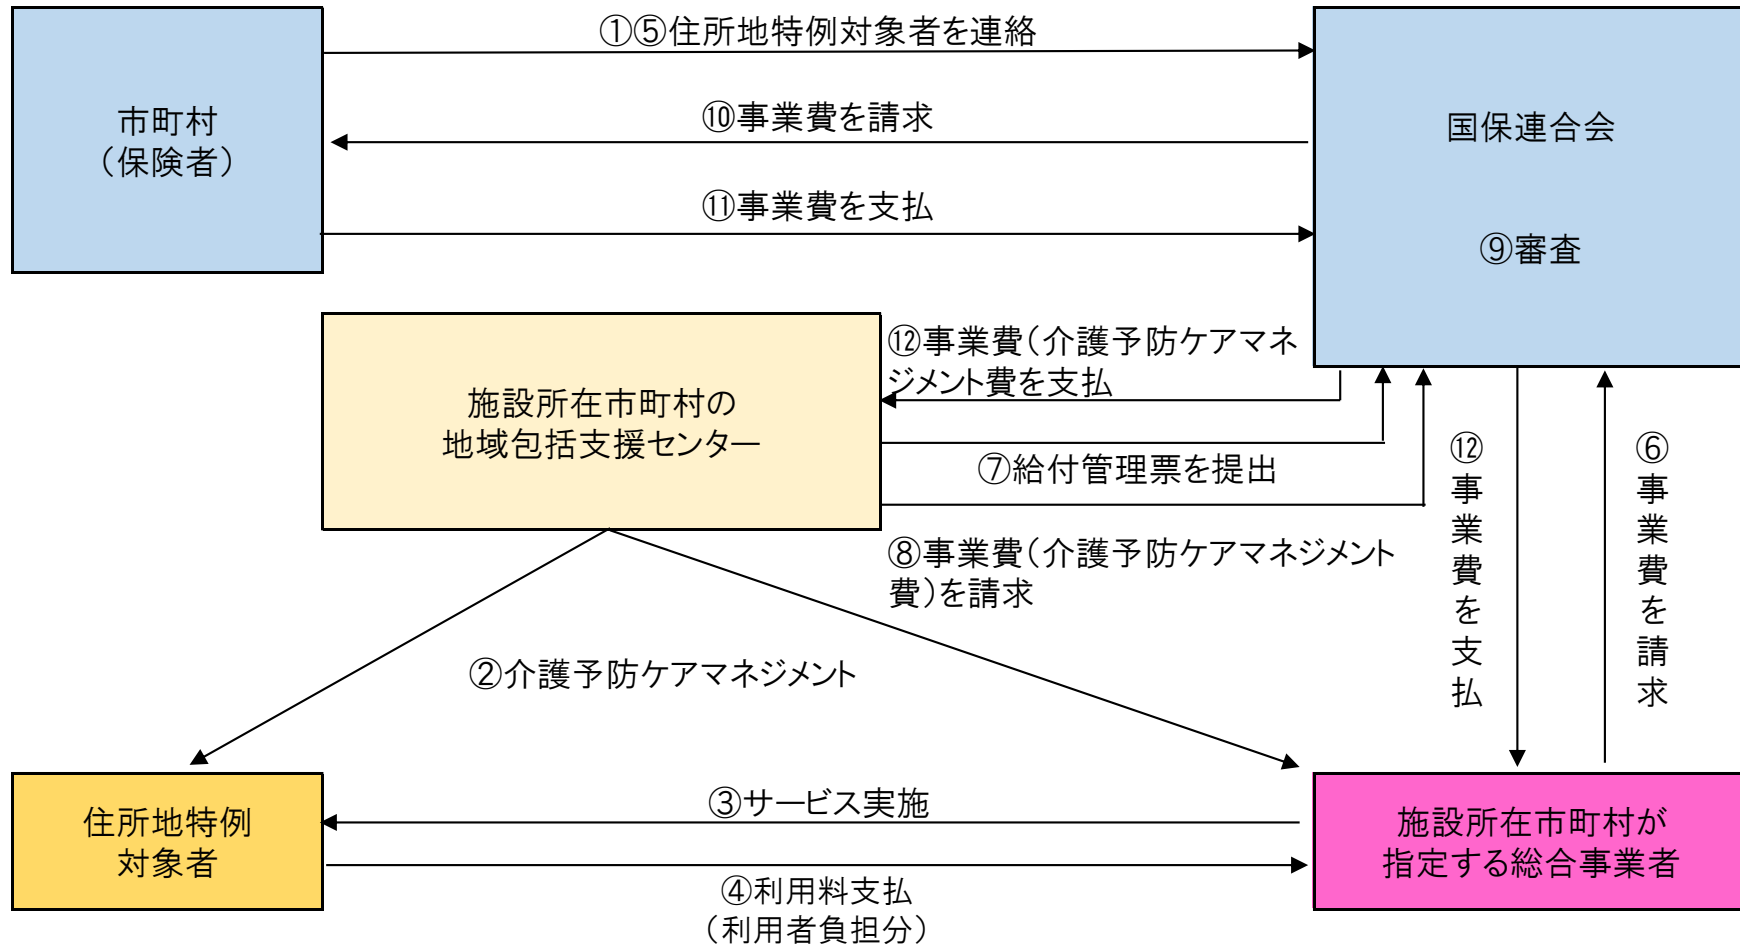 ①⑤住所地特例対象者を連絡
市町村
（保険者）
⑩事業費を請求
国保連合会
⑪事業費を支払
⑨審査
⑫事業費（介護予防ケアマネ
ジメント費を支払
施設所在市町村の
地域包括支援センター
⑦給付管理票を提出
⑧事業費（介護予防ケアマネジメント
費）を請求
⑫事業費を支払
⑥事業費を請求
②介護予防ケアマネジメント
住所地特例
対象者
③サービス実施
④利用料支払
（利用者負担分）
施設所在市町村が
指定する総合事業者